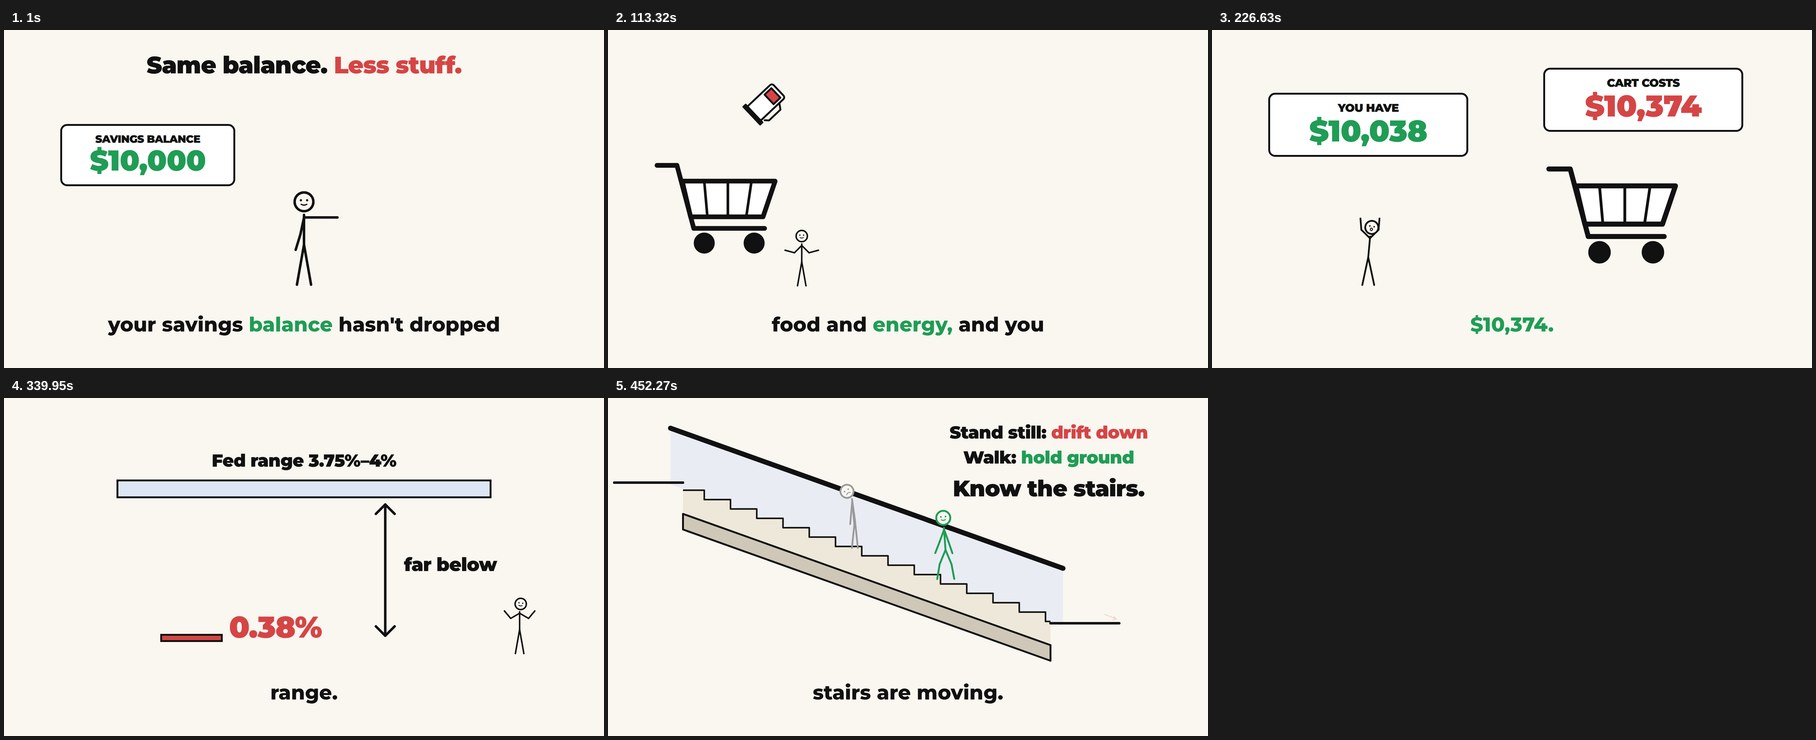 1. 1s
Same balance. Less stuff.
SAVINGS BALANCE
$10,000
your savings balance hasn't dropped
2. 113.32s
food and energy, and you
3. 226.63s
YOU HAVE
$10,038
CART COSTS
$10,374
$10,374.
4. 339.95s
Fed range 3.75%–4%
far below
0.38%
range.
5. 452.27s
Stand still: drift down
Walk: hold ground
Know the stairs.
stairs are moving.